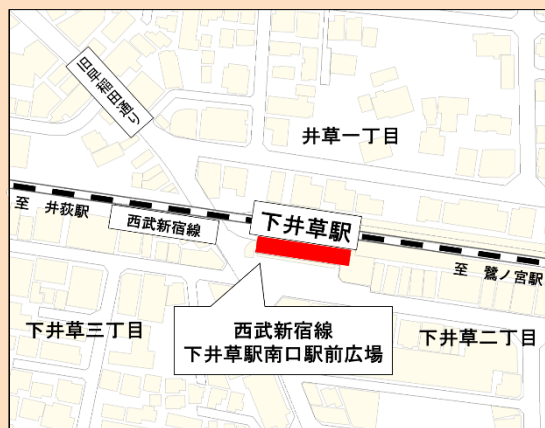 旧早稲田通り
井草一丁目
下井草駅
至 井荻駅
西武新宿線
至 鷺ノ宮駅
下井草三丁目
西武新宿線
下井草駅南口駅前広場
下井草二丁目